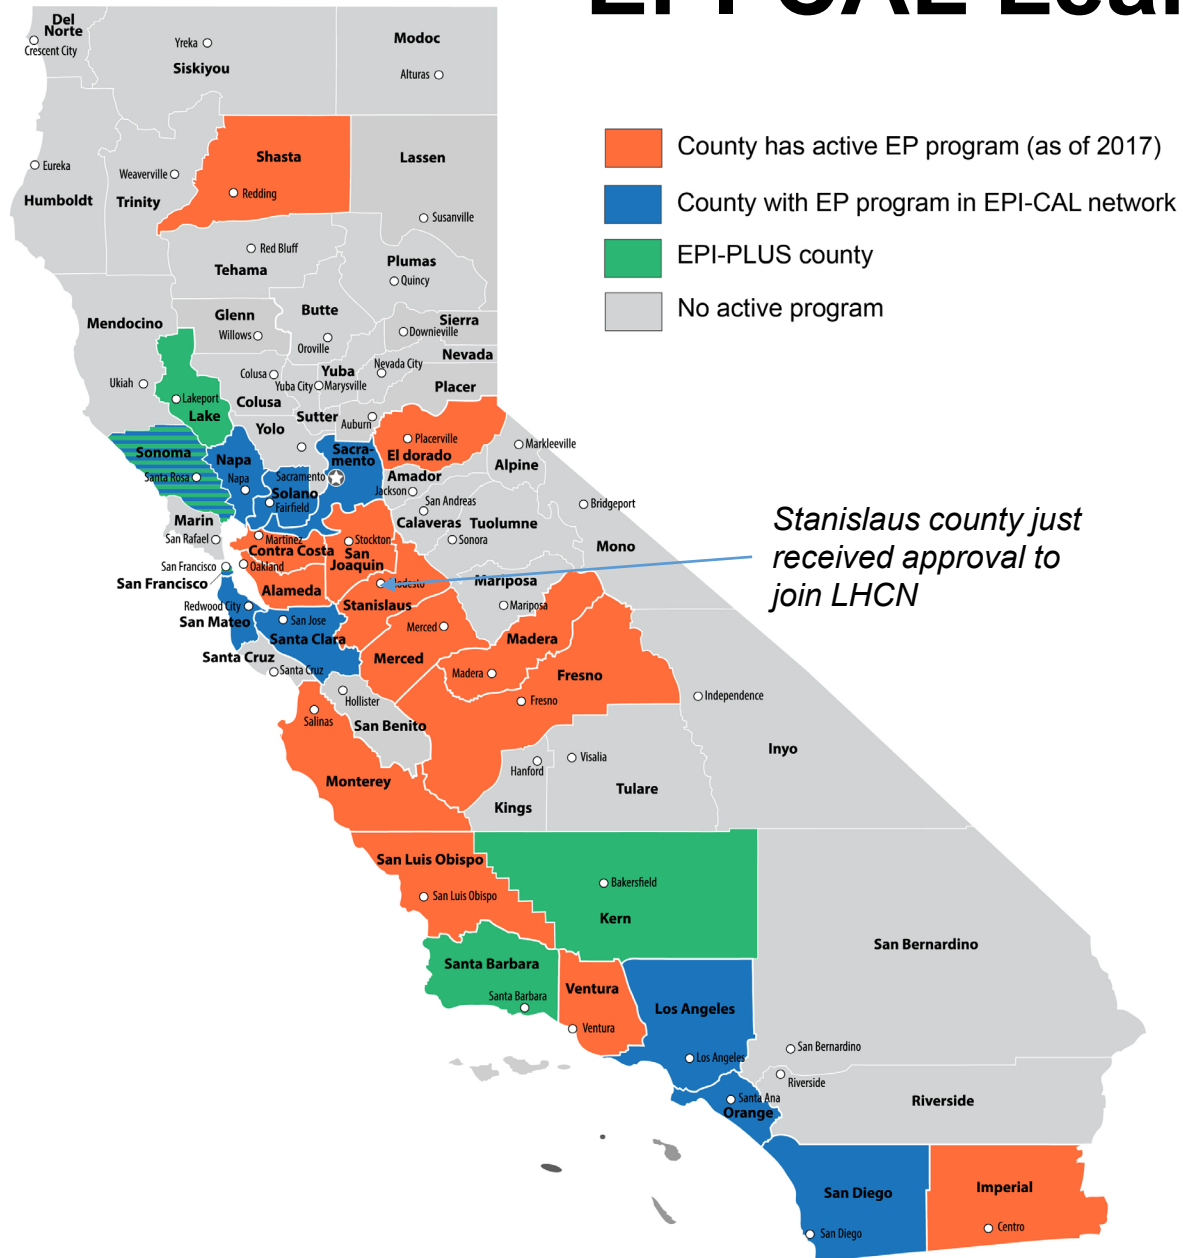 Del
Norte
Crescent City
Yreka
Siskiyou
Modoc
Alturas
County has active EP program (as of 2017)
County with EP program in EPI-CAL network
EPI-PLUS county
No active program
Eureka
Humboldt
Weaverville
Trinity
Shasta
Redding
Lassen
Susanville
Red Bluff
Tehama
Plumas
Quincy
Mendocino
Glenn
Willows
Butte
Oroville
Sierra
Downieville
Nevada
Nevada City
Ukiah
Lakeport
Lake
Colusa
Colusa
Yuba
Yuba City
Marysville
Placer
Sutter
Auburn
Yolo
Placerville
El dorado
Markleeville
Alpine
Sonoma
Santa Rosa
Napa
Napa
Sacra-
mento
Sacramento
Solano
Fairfield
Amador
Jackson
San Andreas
Calaveras
Tuolumne
Sonora
Bridgeport
Mono
Marin
San Rafael
Martinez
Contra Costa
Stockton
San
Joaquin
San Francisco
San Francisco
Oakland
Alameda
Modesto
Stanislaus
Mariposa
Mariposa
Stanislaus county just
received approval to
join LHCN
Redwood City
San Mateo
San Jose
Santa Clara
Merced
Merced
Madera
Madera
Santa Cruz
Santa Cruz
Fresno
Fresno
Independence
Hollister
San Benito
Salinas
Monterey
Inyo
Hanford
Kings
Visalia
Tulare
San Luis Obispo
San Luis Obispo
Bakersfield
Kern
San Bernardino
Santa Barbara
Santa Barbara
Ventura
Ventura
Los Angeles
Los Angeles
San Bernardino
Riverside
Riverside
Santa Ana
Orange
San Diego
San Diego
Imperial
Centro